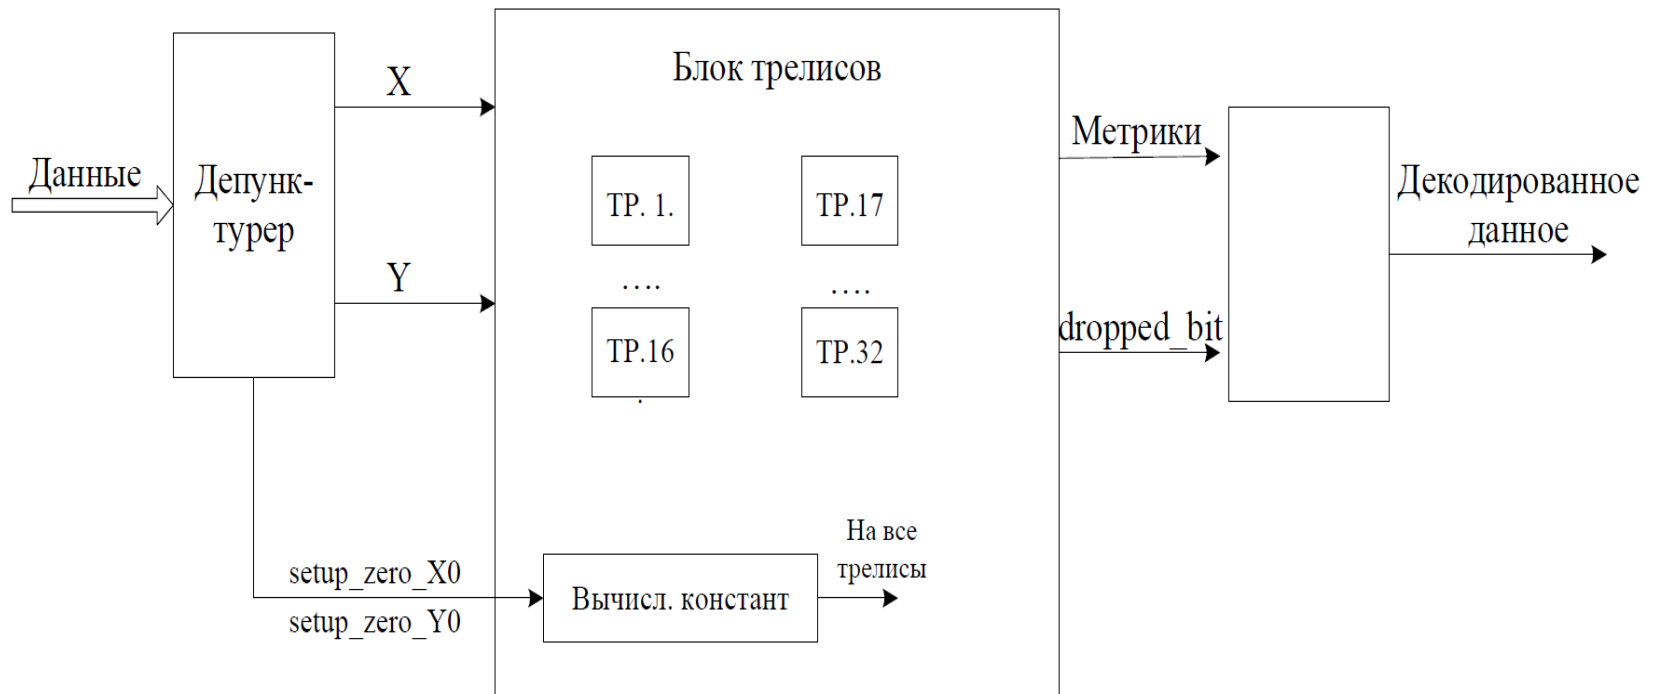 Данные
Депунк-
турер
X
Y
Блок трелисов
ТР. 1.
ТР.17
....
....
ТР.16
.
ТР.32
Метрики
dropped_bit
Декодированное
данное
setup_zero_X0
setup_zero_Y0
Вычисл. констант
На все
трелисы